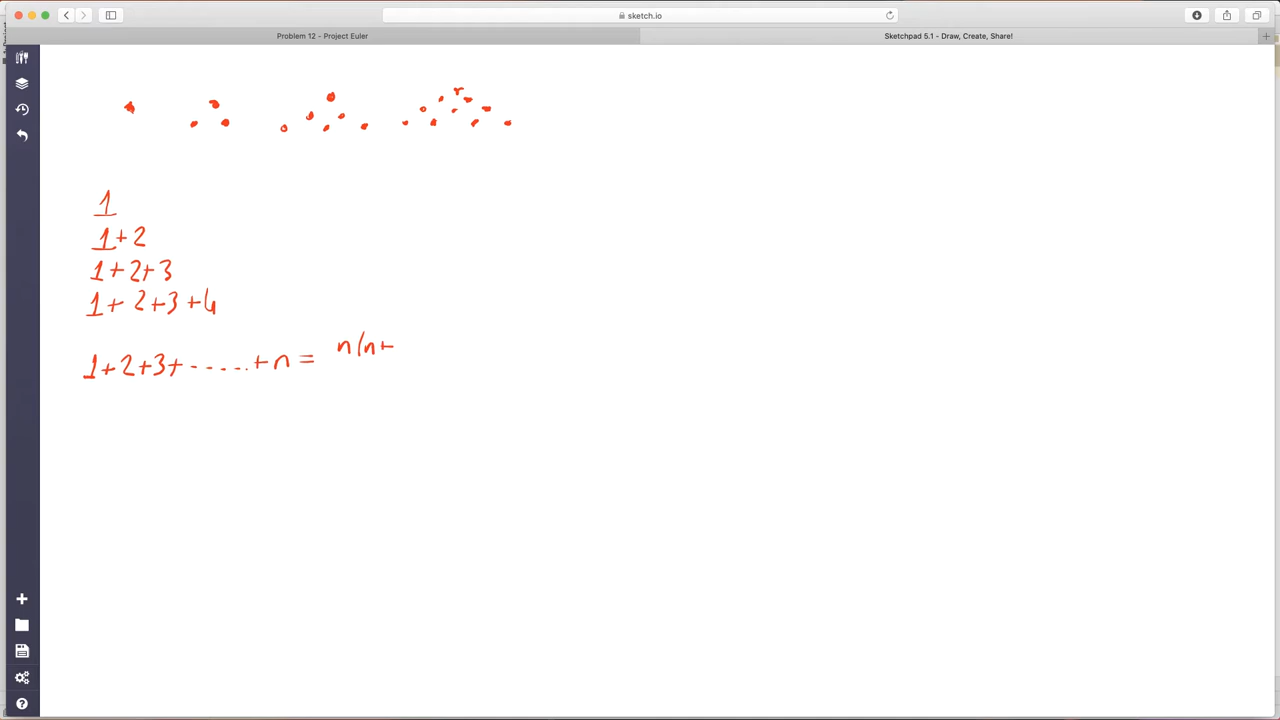 sketch.io
Problem 12 - Project Euler
Sketchpad 5.1 - Draw, Create, Share!
1
1+2
1+2+3
1+2+3+4
1+2+3+......+n = n(n+